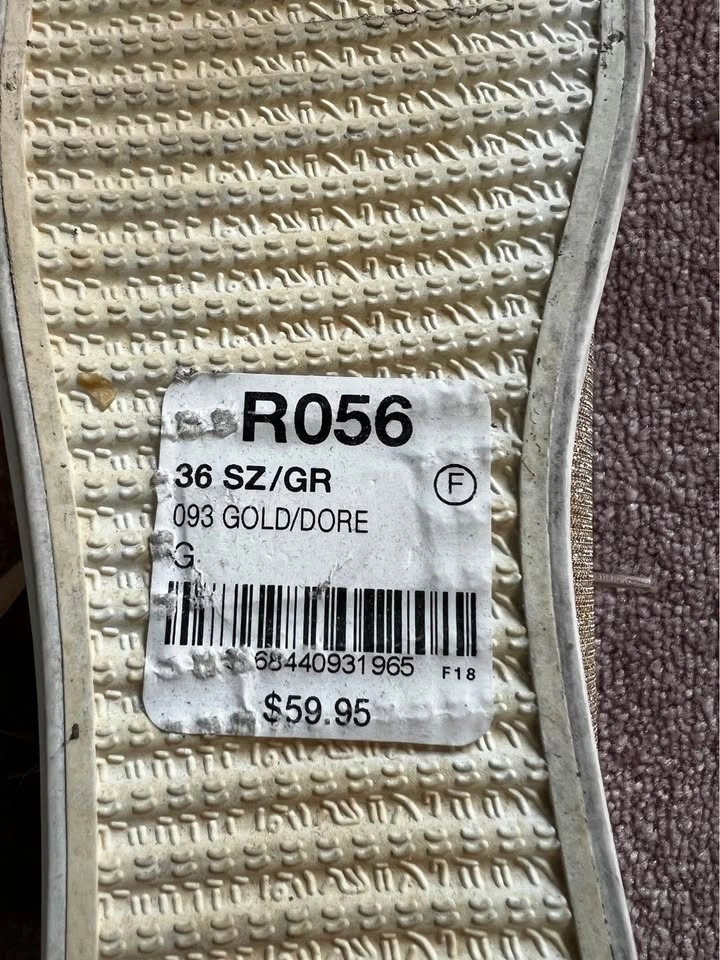 R056
36 SZ/GR
F
093 GOLD/DORE
G
68440931965
F18
$59.95